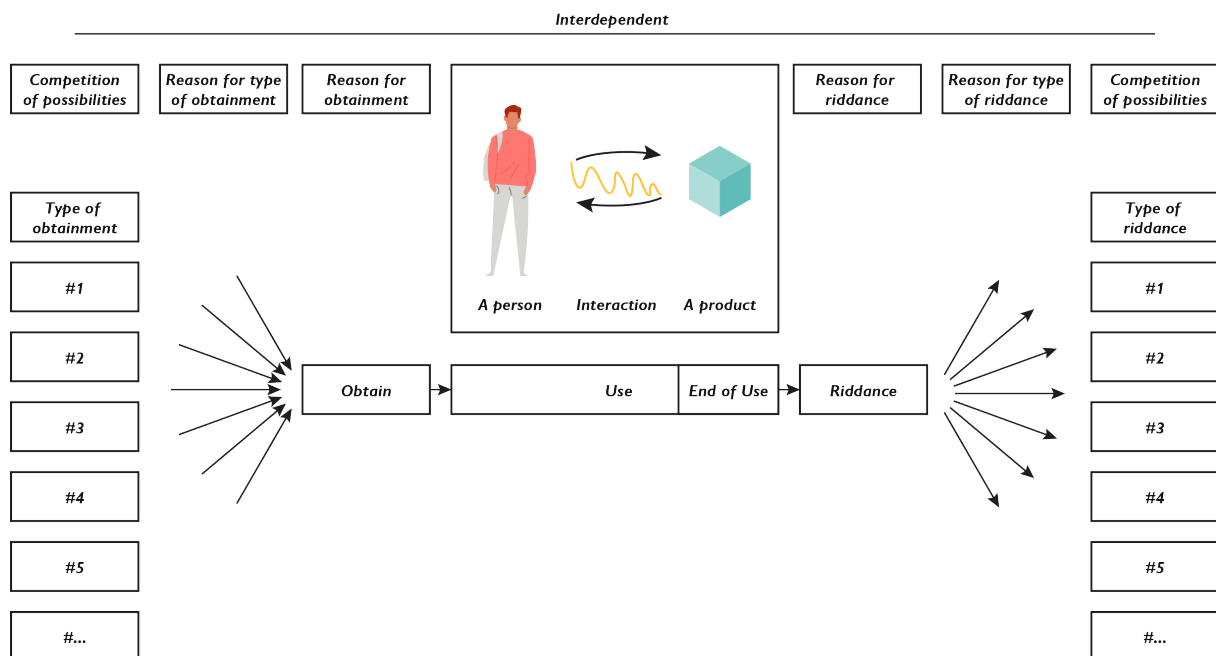 Interdependent
Competition
of possibilities
Reason for type
of obtainment
Reason for
obtainment
Reason for
riddance
Reason for type
of riddance
Competition
of possibilities
A person
Interaction
A product
Type of
obtainment
#1
#2
#3
#4
#5
#...
Obtain
Use
End of Use
Riddance
Type of
riddance
#1
#2
#3
#4
#5
#...